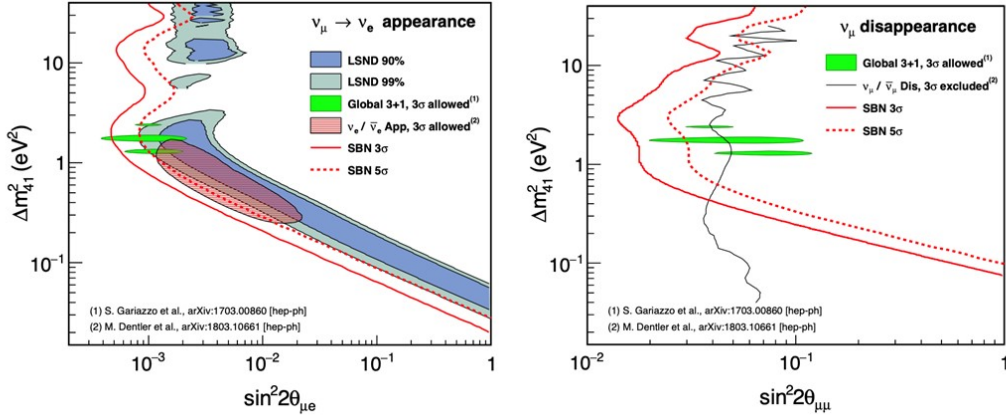 νμ → νe appearance
LSND 90%
LSND 99%
Global 3+1, 3σ allowed(1)
νe / ν̄e App, 3σ allowed(2)
SBN 3σ
SBN 5σ
10
1
10−1
Δm²41 (eV²)
(1) S. Gariazzo et al., arXiv:1703.00860 [hep-ph]
(2) M. Dentler et al., arXiv:1803.10661 [hep-ph]
10−3 10−2 10−1 1
sin²2θμe
νμ disappearance
Global 3+1, 3σ allowed(1)
νμ / ν̄μ Dis, 3σ excluded(2)
SBN 3σ
SBN 5σ
10
1
10−1
Δm²41 (eV²)
(1) S. Gariazzo et al., arXiv:1703.00860 [hep-ph]
(2) M. Dentler et al., arXiv:1803.10661 [hep-ph]
10−2 10−1 1
sin²2θμμ